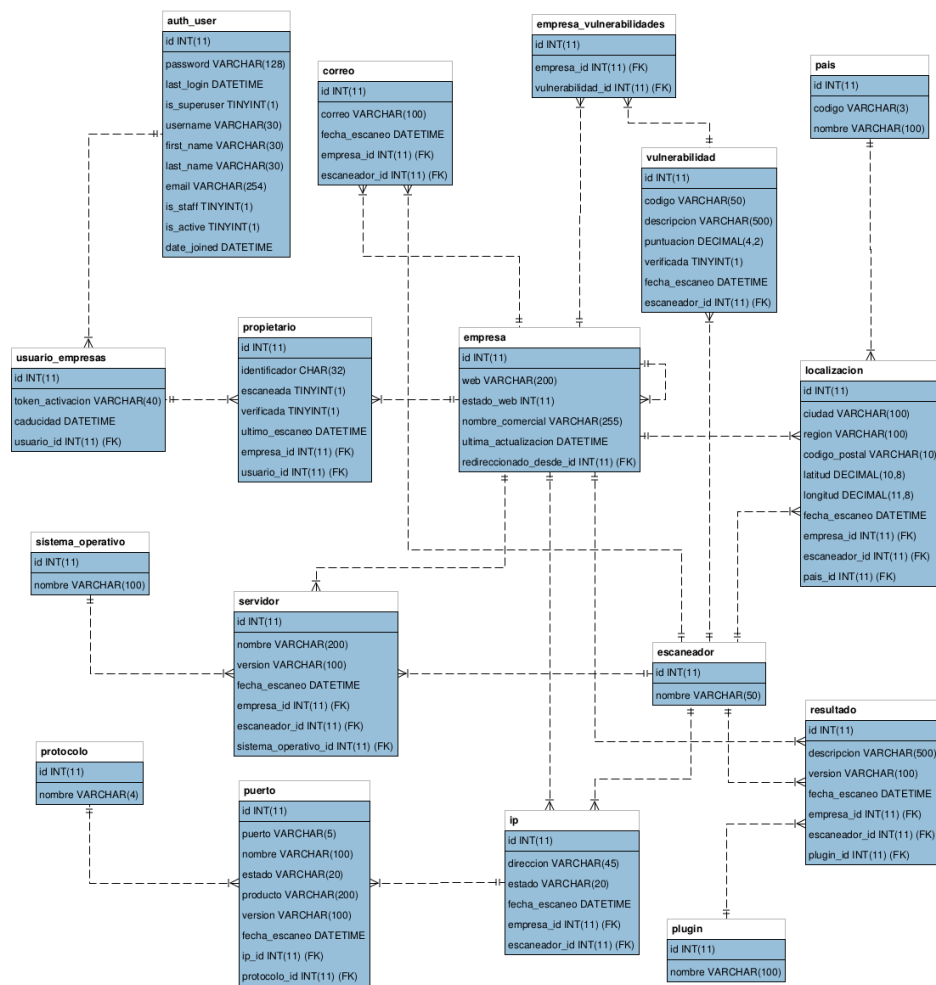 auth_user
id INT(11)
password VARCHAR(128)
last_login DATETIME
is_superuser TINYINT(1)
username VARCHAR(30)
first_name VARCHAR(30)
last_name VARCHAR(30)
email VARCHAR(254)
is_staff TINYINT(1)
is_active TINYINT(1)
date_joined DATETIME
correo
id INT(11)
correo VARCHAR(100)
fecha_escaneo DATETIME
empresa_id INT(11) (FK)
escaneador_id INT(11) (FK)
empresa_vulnerabilidades
id INT(11)
empresa_id INT(11) (FK)
vulnerabilidad_id INT(11) (FK)
pais
id INT(11)
codigo VARCHAR(3)
nombre VARCHAR(100)
vulnerabilidad
id INT(11)
codigo VARCHAR(50)
descripcion VARCHAR(500)
puntuacion DECIMAL(4,2)
verificada TINYINT(1)
fecha_escaneo DATETIME
escaneador_id INT(11) (FK)
usuario_empresas
id INT(11)
token_activacion VARCHAR(40)
caducidad DATETIME
usuario_id INT(11) (FK)
propietario
id INT(11)
identificador CHAR(32)
escaneada TINYINT(1)
verificada TINYINT(1)
ultimo_escaneo DATETIME
empresa_id INT(11) (FK)
usuario_id INT(11) (FK)
empresa
id INT(11)
web VARCHAR(200)
estado_web INT(11)
nombre_comercial VARCHAR(255)
ultima_actualizacion DATETIME
redireccionado_desde_id INT(11) (FK)
localizacion
id INT(11)
ciudad VARCHAR(100)
region VARCHAR(100)
codigo_postal VARCHAR(10)
latitud DECIMAL(10,8)
longitud DECIMAL(11,8)
fecha_escaneo DATETIME
empresa_id INT(11) (FK)
escaneador_id INT(11) (FK)
pais_id INT(11) (FK)
sistema_operativo
id INT(11)
nombre VARCHAR(100)
servidor
id INT(11)
nombre VARCHAR(200)
version VARCHAR(100)
fecha_escaneo DATETIME
empresa_id INT(11) (FK)
escaneador_id INT(11) (FK)
sistema_operativo_id INT(11) (FK)
escaneador
id INT(11)
nombre VARCHAR(50)
resultado
id INT(11)
descripcion VARCHAR(500)
version VARCHAR(100)
fecha_escaneo DATETIME
empresa_id INT(11) (FK)
escaneador_id INT(11) (FK)
plugin_id INT(11) (FK)
protocolo
id INT(11)
nombre VARCHAR(4)
puerto
id INT(11)
puerto VARCHAR(5)
nombre VARCHAR(100)
estado VARCHAR(20)
producto VARCHAR(200)
version VARCHAR(100)
fecha_escaneo DATETIME
ip_id INT(11) (FK)
protocolo_id INT(11) (FK)
ip
id INT(11)
direccion VARCHAR(45)
estado VARCHAR(20)
fecha_escaneo DATETIME
empresa_id INT(11) (FK)
escaneador_id INT(11) (FK)
plugin
id INT(11)
nombre VARCHAR(100)